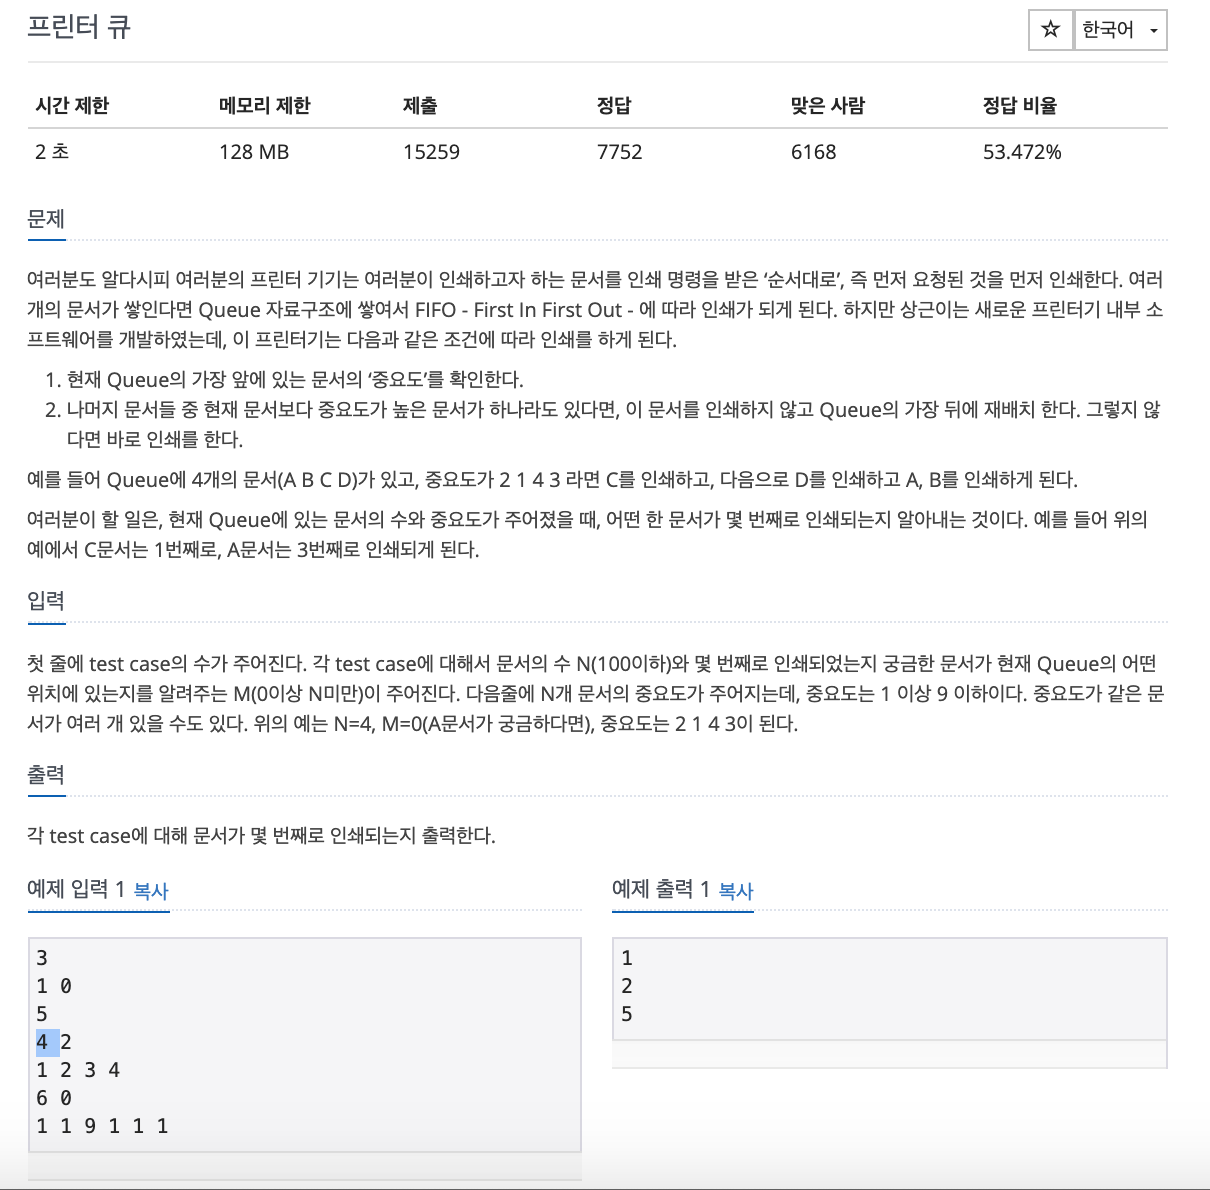 프린터 큐
☆ 한국어
시간 제한 메모리 제한 제출 정답 맞은 사람 정답 비율
2 초 128 MB 15259 7752 6168 53.472%
문제
여러분도 알다시피 여러분의 프린터 기기는 여러분이 인쇄하고자 하는 문서를 인쇄 명령을 받은 ‘순서대로’, 즉 먼저 요청된 것을 먼저 인쇄한다. 여러
개의 문서가 쌓인다면 Queue 자료구조에 쌓여서 FIFO - First In First Out - 에 따라 인쇄가 되게 된다. 하지만 상근이는 새로운 프린터기 내부 소
프트웨어를 개발하였는데, 이 프린터기는 다음과 같은 조건에 따라 인쇄를 하게 된다.
1. 현재 Queue의 가장 앞에 있는 문서의 ‘중요도’를 확인한다.
2. 나머지 문서들 중 현재 문서보다 중요도가 높은 문서가 하나라도 있다면, 이 문서를 인쇄하지 않고 Queue의 가장 뒤에 재배치 한다. 그렇지 않
다면 바로 인쇄를 한다.
예를 들어 Queue에 4개의 문서(A B C D)가 있고, 중요도가 2 1 4 3 라면 C를 인쇄하고, 다음으로 D를 인쇄하고 A, B를 인쇄하게 된다.
여러분이 할 일은, 현재 Queue에 있는 문서의 수와 중요도가 주어졌을 때, 어떤 한 문서가 몇 번째로 인쇄되는지 알아내는 것이다. 예를 들어 위의
예에서 C문서는 1번째로, A문서는 3번째로 인쇄되게 된다.
입력
첫 줄에 test case의 수가 주어진다. 각 test case에 대해서 문서의 수 N(100이하)와 몇 번째로 인쇄되었는지 궁금한 문서가 현재 Queue의 어떤
위치에 있는지를 알려주는 M(0이상 N미만)이 주어진다. 다음줄에 N개 문서의 중요도가 주어지는데, 중요도는 1 이상 9 이하이다. 중요도가 같은 문
서가 여러 개 있을 수도 있다. 위의 예는 N=4, M=0(A문서가 궁금하다면), 중요도는 2 1 4 3이 된다.
출력
각 test case에 대해 문서가 몇 번째로 인쇄되는지 출력한다.
예제 입력 1 복사
3
1 0
5
4 2
1 2 3 4
6 0
1 1 9 1 1 1
예제 출력 1 복사
1
2
5